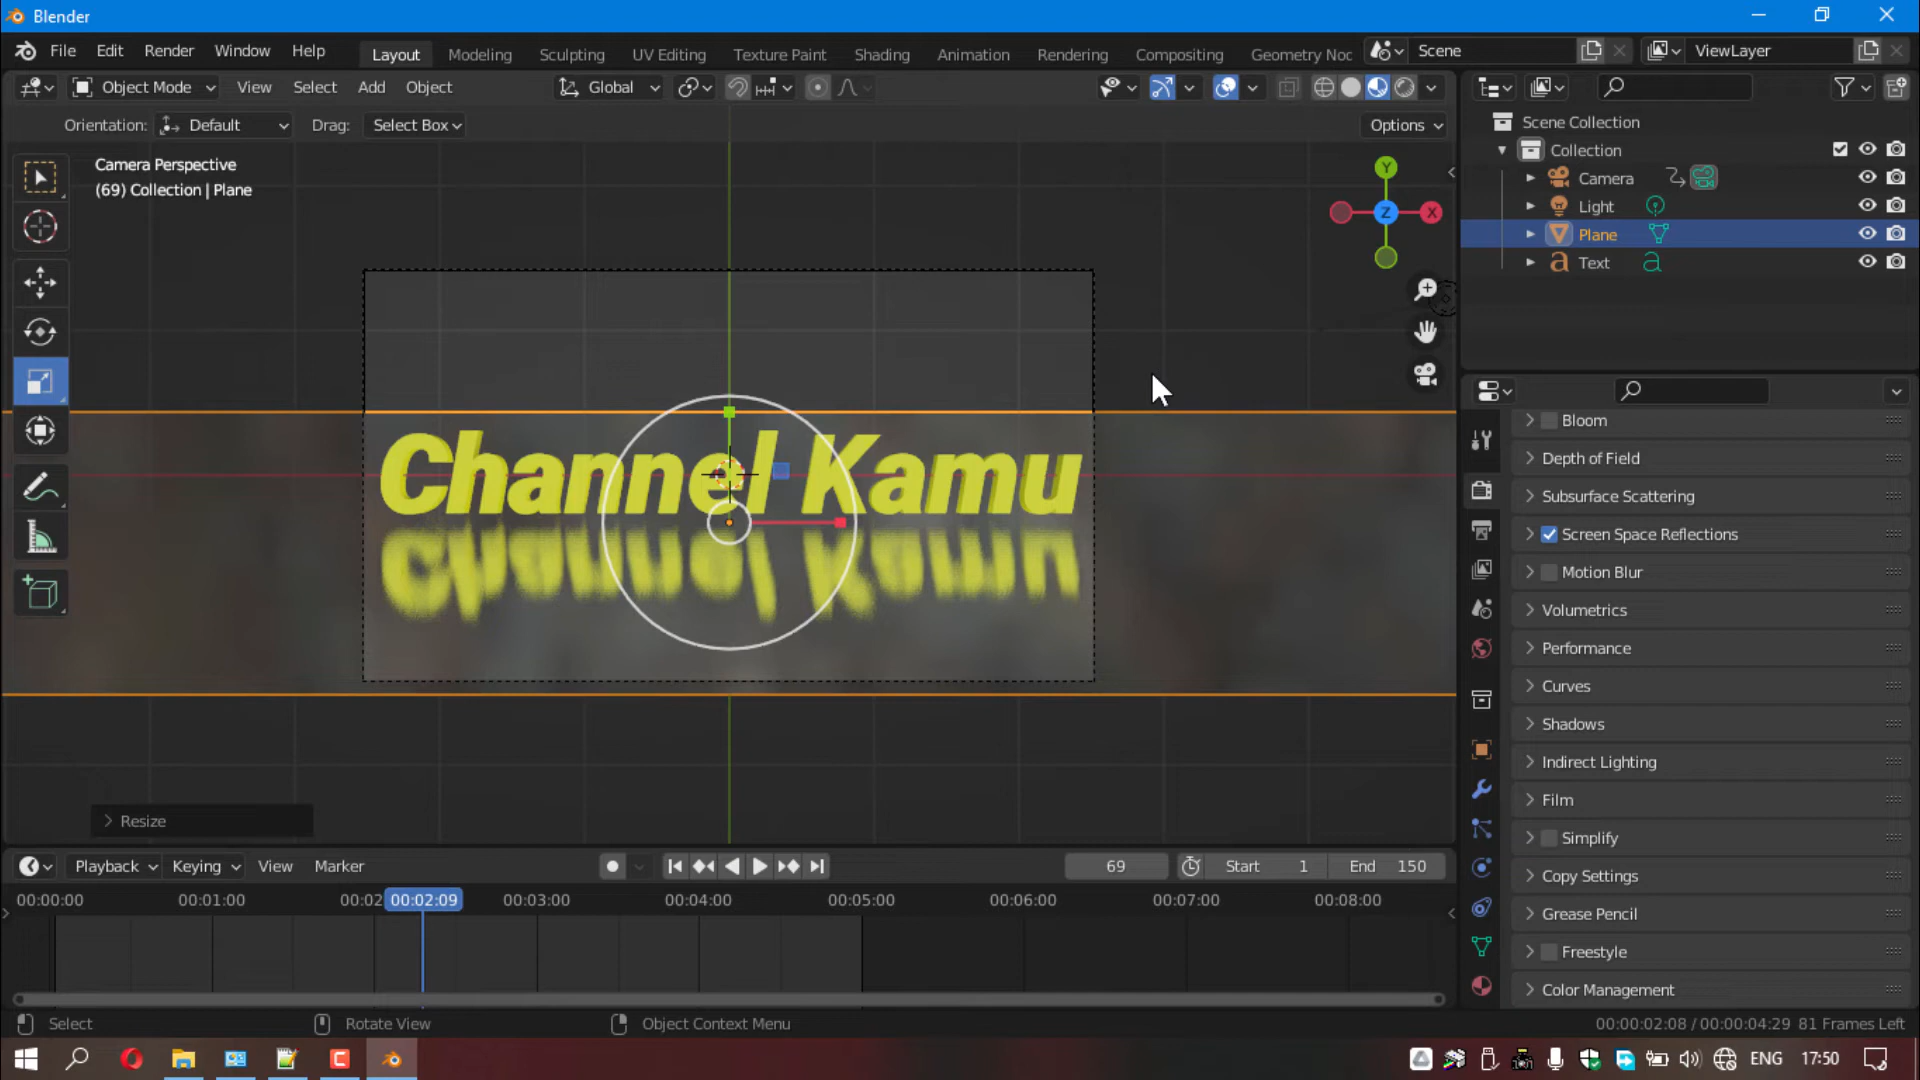 Blender
File Edit Render Window Help Layout Modeling Sculpting UV Editing Texture Paint Shading Animation Rendering Compositing Geometry Noc Scene ViewLayer
Object Mode View Select Add Object Global
Orientation: Default Drag: Select Box Options
Camera Perspective
(69) Collection | Plane
Y
X
Z
Channel Kamu
Resize
Scene Collection
Collection
Camera
Light
Plane
Text
Bloom
Depth of Field
Subsurface Scattering
Screen Space Reflections
Motion Blur
Volumetrics
Performance
Curves
Shadows
Indirect Lighting
Film
Simplify
Copy Settings
Grease Pencil
Freestyle
Color Management
Playback Keying View Marker 69 Start 1 End 150
00:00:00 00:01:00 00:02 00:02:09 00:03:00 00:04:00 00:05:00 00:06:00 00:07:00 00:08:00
Select Rotate View Object Context Menu 00:00:02:08 / 00:00:04:29 81 Frames Left
ENG 17:50